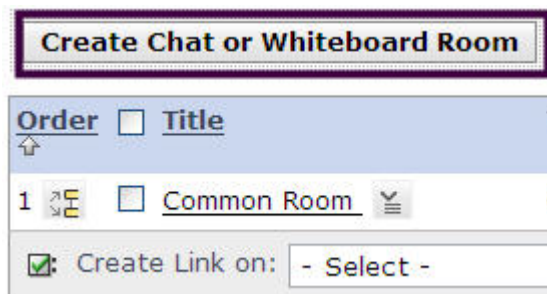 Create Chat or Whiteboard Room
Order Title
1 Common Room
: Create Link on: - Select -